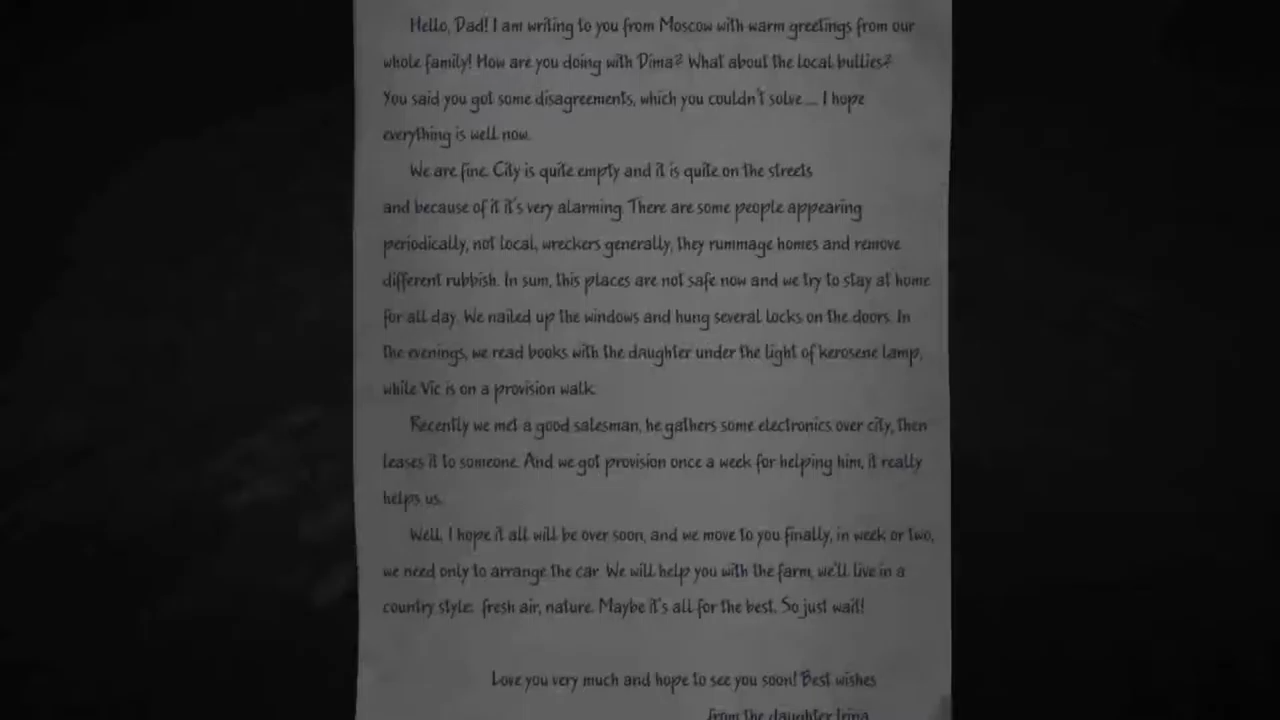 Hello, Dad! I am writing to you from Moscow with warm greetings from our
whole family! How are you doing with Dima? What about the local bullies?
You said you got some disagreements, which you couldn't solve... I hope
everything is well now.
We are fine. City is quite empty and it is quite on the streets
and because of it it's very alarming. There are some people appearing
periodically, not local, wreckers generally, they rummage homes and remove
different rubbish. In sum, this places are not safe now and we try to stay at home
for all day. We nailed up the windows and hung several locks on the doors. In
the evenings, we read books with the daughter under the light of kerosene lamp,
while Vic is on a provision walk.
Recently we met a good salesman, he gathers some electronics over city, then
leases it to someone. And we got provision once a week for helping him, it really
helps us.
Well, I hope it all will be over soon, and we move to you finally, in week or two,
we need only to arrange the car. We will help you with the farm, we'll live in a
country style: fresh air, nature. Maybe it's all for the best. So just wait!
Love you very much and hope to see you soon! Best wishes
from the daughter Irina